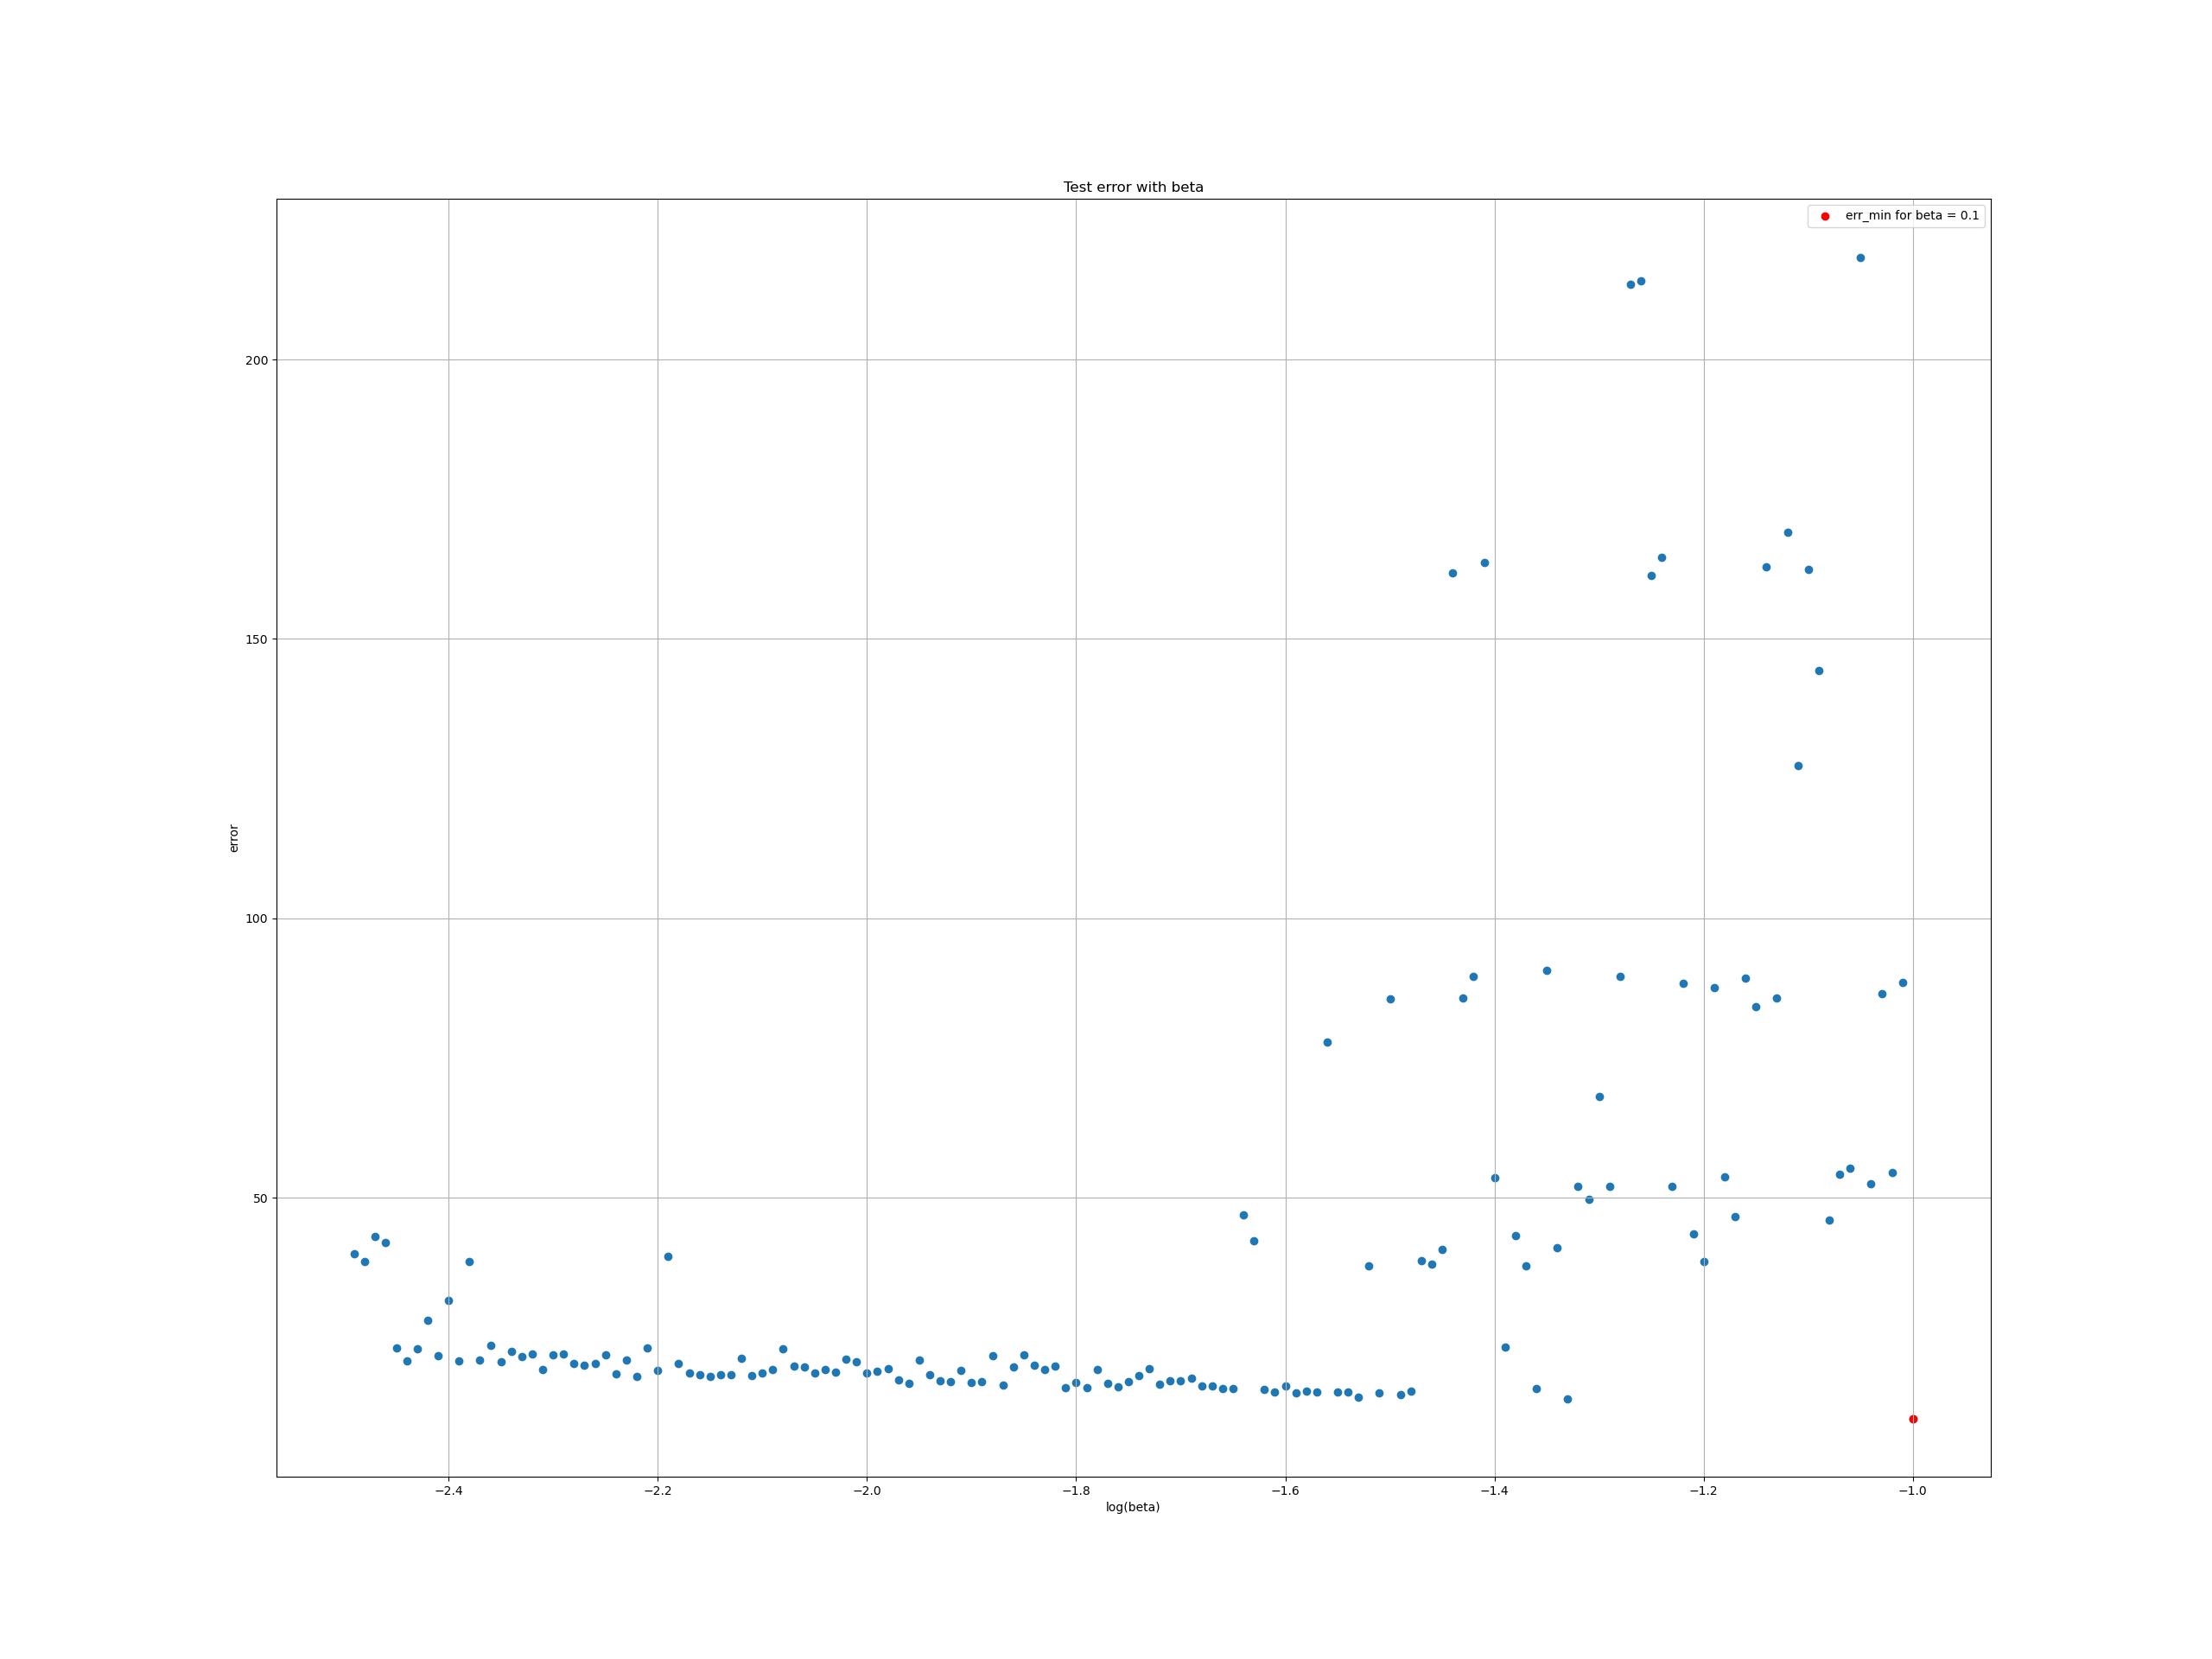 Test error with beta
err_min for beta = 0.1
200
150
100
50
error
−2.4 −2.2 −2.0 −1.8 −1.6 −1.4 −1.2 −1.0
log(beta)